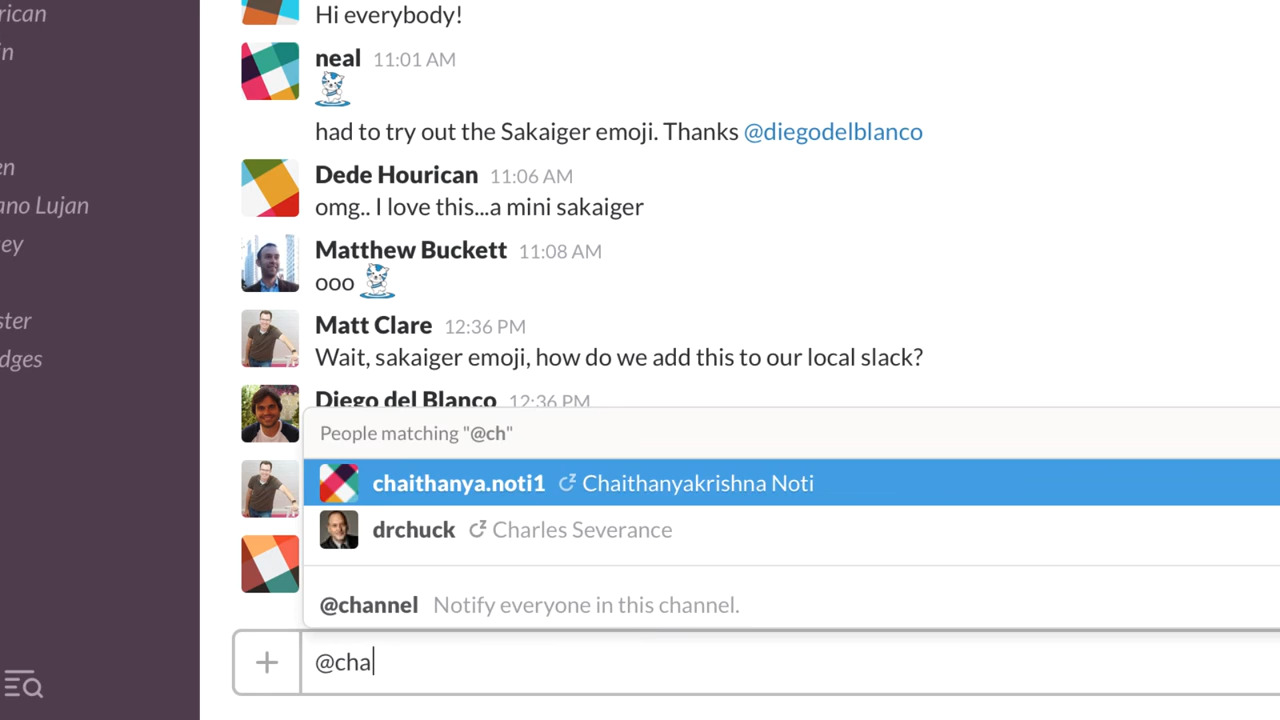 rican
Hi everybody!
in
neal 11:01 AM
had to try out the Sakaiger emoji. Thanks @diegodelblanco
en
Dede Hourican 11:06 AM
ano Lujan
omg.. I love this...a mini sakaiger
ey
Matthew Buckett 11:08 AM
ooo
ster
Matt Clare 12:36 PM
dges
Wait, sakaiger emoji, how do we add this to our local slack?
Diego del Blanco 12:36 PM
People matching "@ch"
chaithanya.noti1 Chaithanyakrishna Noti
drchuck Charles Severance
@channel Notify everyone in this channel.
@cha